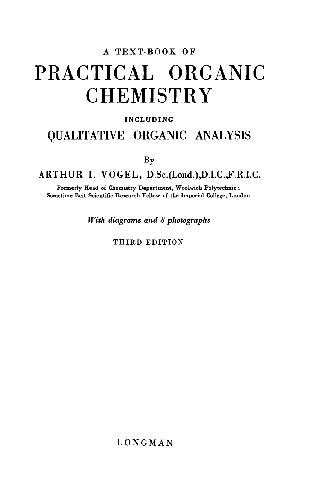 A TEXT-BOOK OF
PRACTICAL ORGANIC
CHEMISTRY
INCLUDING
QUALITATIVE ORGANIC ANALYSIS
By
ARTHUR I. VOGEL, D.Sc.(Lond.),D.I.C.,F.R.I.C.
Formerly Head of Chemistry Department, Woolwich Polytechnic;
Sometime Beit Scientific Research Fellow of the Imperial College, London
With diagrams and 8 photographs
THIRD EDITION
LONGMAN